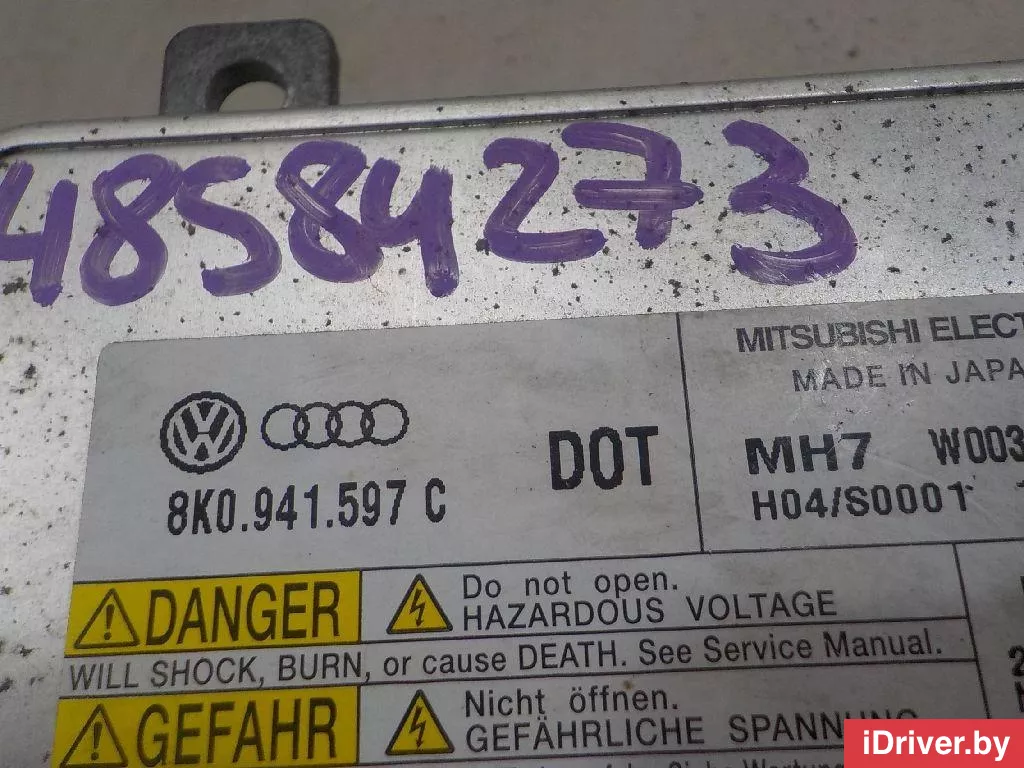 48584273
MITSUBISHI ELECT
MADE IN JAPA
8K0.941.597 C
DOT
MH7 W003
H04/S0001
DANGER
Do not open.
HAZARDOUS VOLTAGE
WILL SHOCK, BURN, or cause DEATH. See Service Manual.
GEFAHR
Nicht öffnen.
GEFÄHRLICHE SPANNUNG
iDriver.by